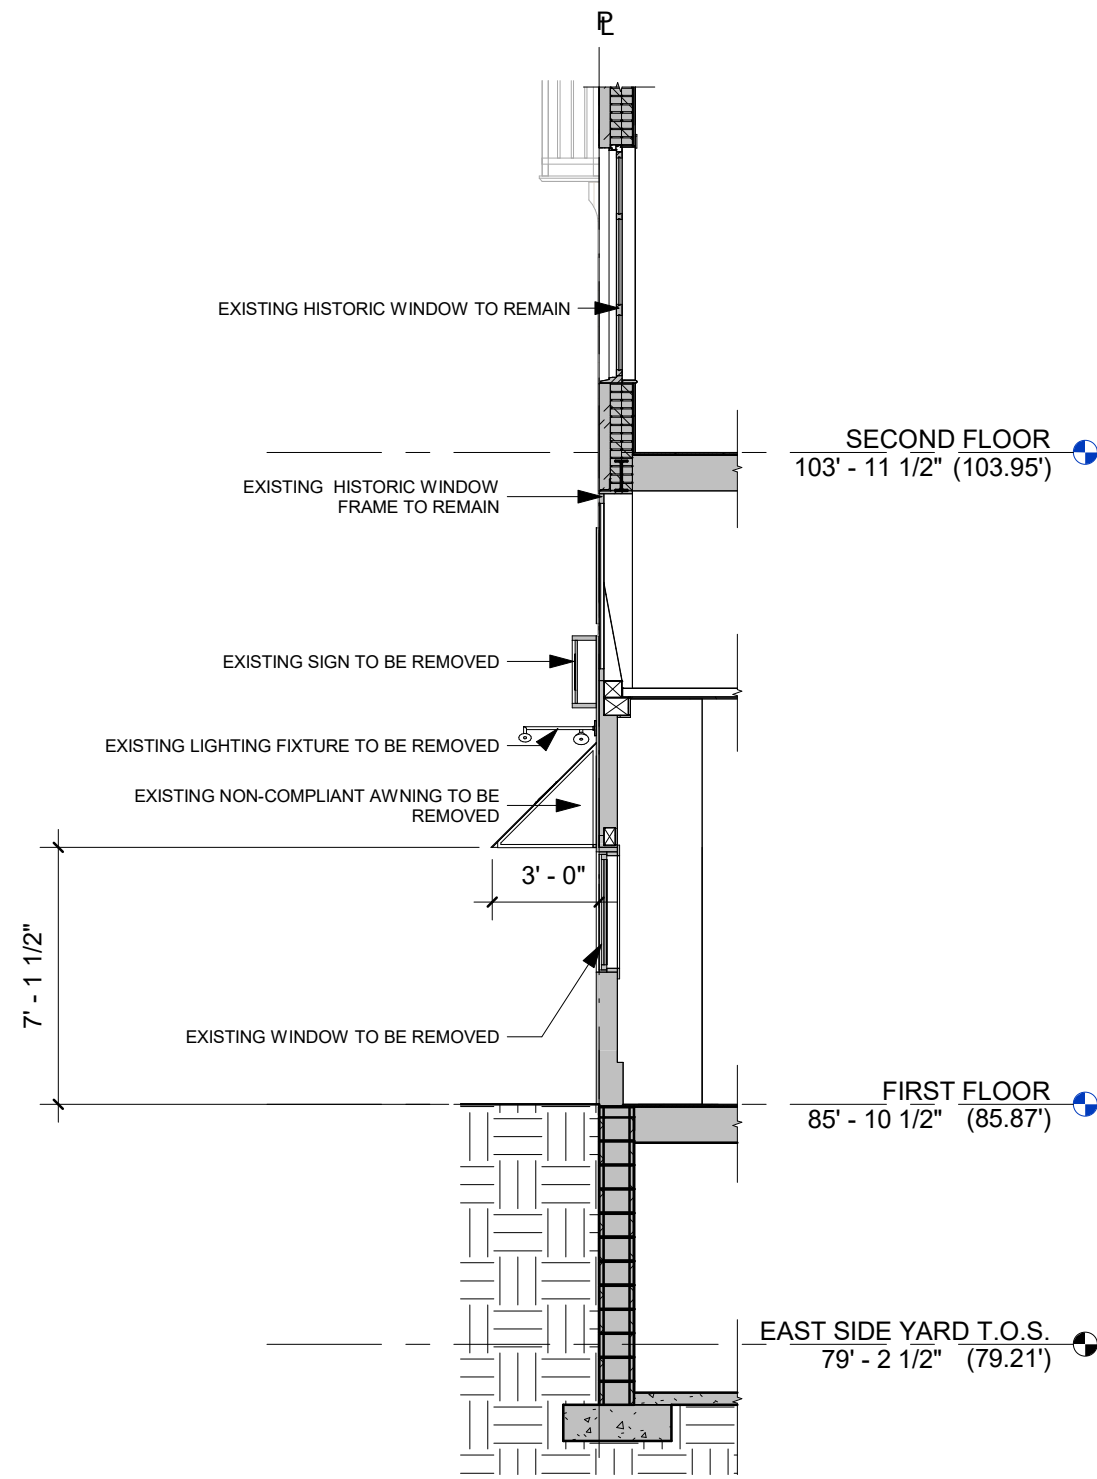 PL
EXISTING HISTORIC WINDOW TO REMAIN
SECOND FLOOR
103' - 11 1/2" (103.95')
EXISTING HISTORIC WINDOW
FRAME TO REMAIN
EXISTING SIGN TO BE REMOVED
EXISTING LIGHTING FIXTURE TO BE REMOVED
EXISTING NON-COMPLIANT AWNING TO BE
REMOVED
3' - 0"
7' - 1 1/2"
EXISTING WINDOW TO BE REMOVED
FIRST FLOOR
85' - 10 1/2" (85.87')
EAST SIDE YARD T.O.S.
79' - 2 1/2" (79.21')